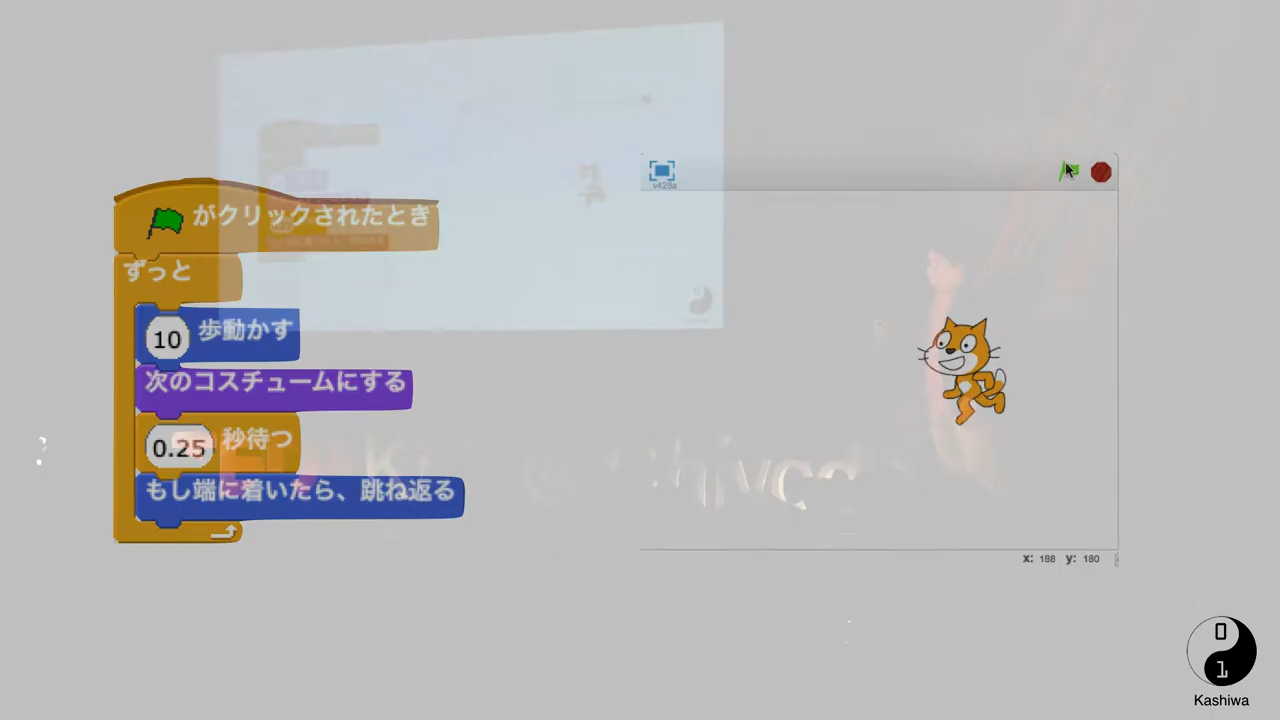 がクリックされたとき
ずっと
10 歩動かす
次のコスチュームにする
0.25 秒待つ
もし端に着いたら、跳ね返る
v428a
x: 188 y: 180
0
1
Kashiwa